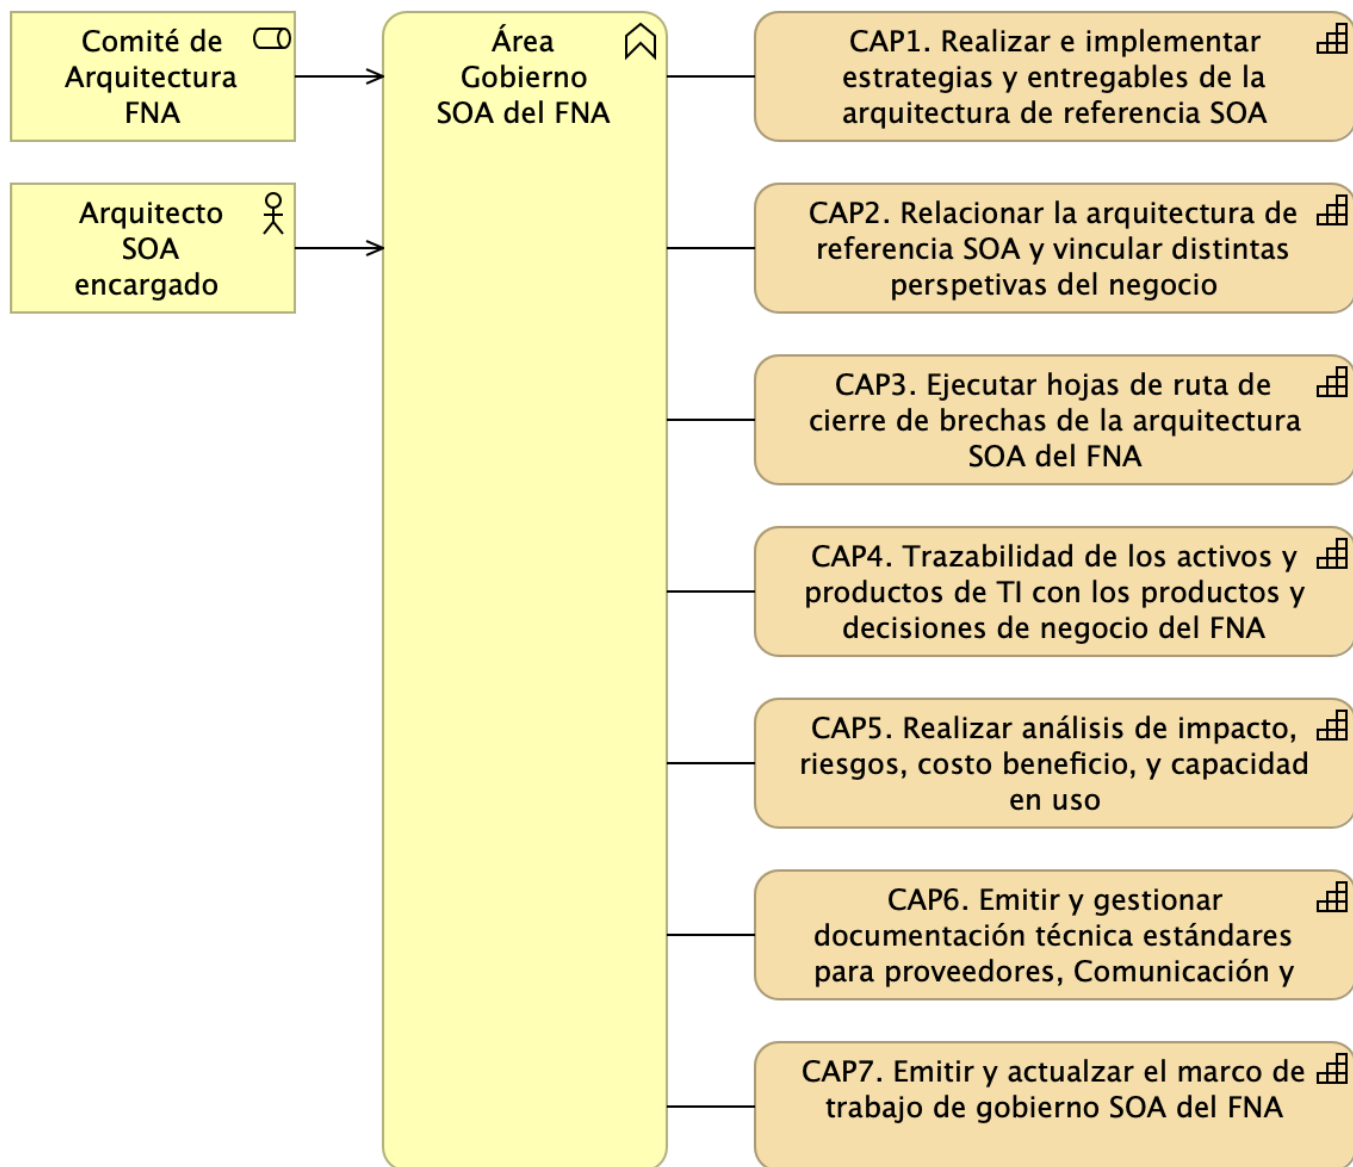 Comité de
Arquitectura
FNA
Arquitecto
SOA
encargado
Área
Gobierno
SOA del FNA
CAP1. Realizar e implementar
estrategias y entregables de la
arquitectura de referencia SOA
CAP2. Relacionar la arquitectura de
referencia SOA y vincular distintas
perspetivas del negocio
CAP3. Ejecutar hojas de ruta de
cierre de brechas de la arquitectura
SOA del FNA
CAP4. Trazabilidad de los activos y
productos de TI con los productos y
decisiones de negocio del FNA
CAP5. Realizar análisis de impacto,
riesgos, costo beneficio, y capacidad
en uso
CAP6. Emitir y gestionar
documentación técnica estándares
para proveedores, Comunicación y
CAP7. Emitir y actualzar el marco de
trabajo de gobierno SOA del FNA